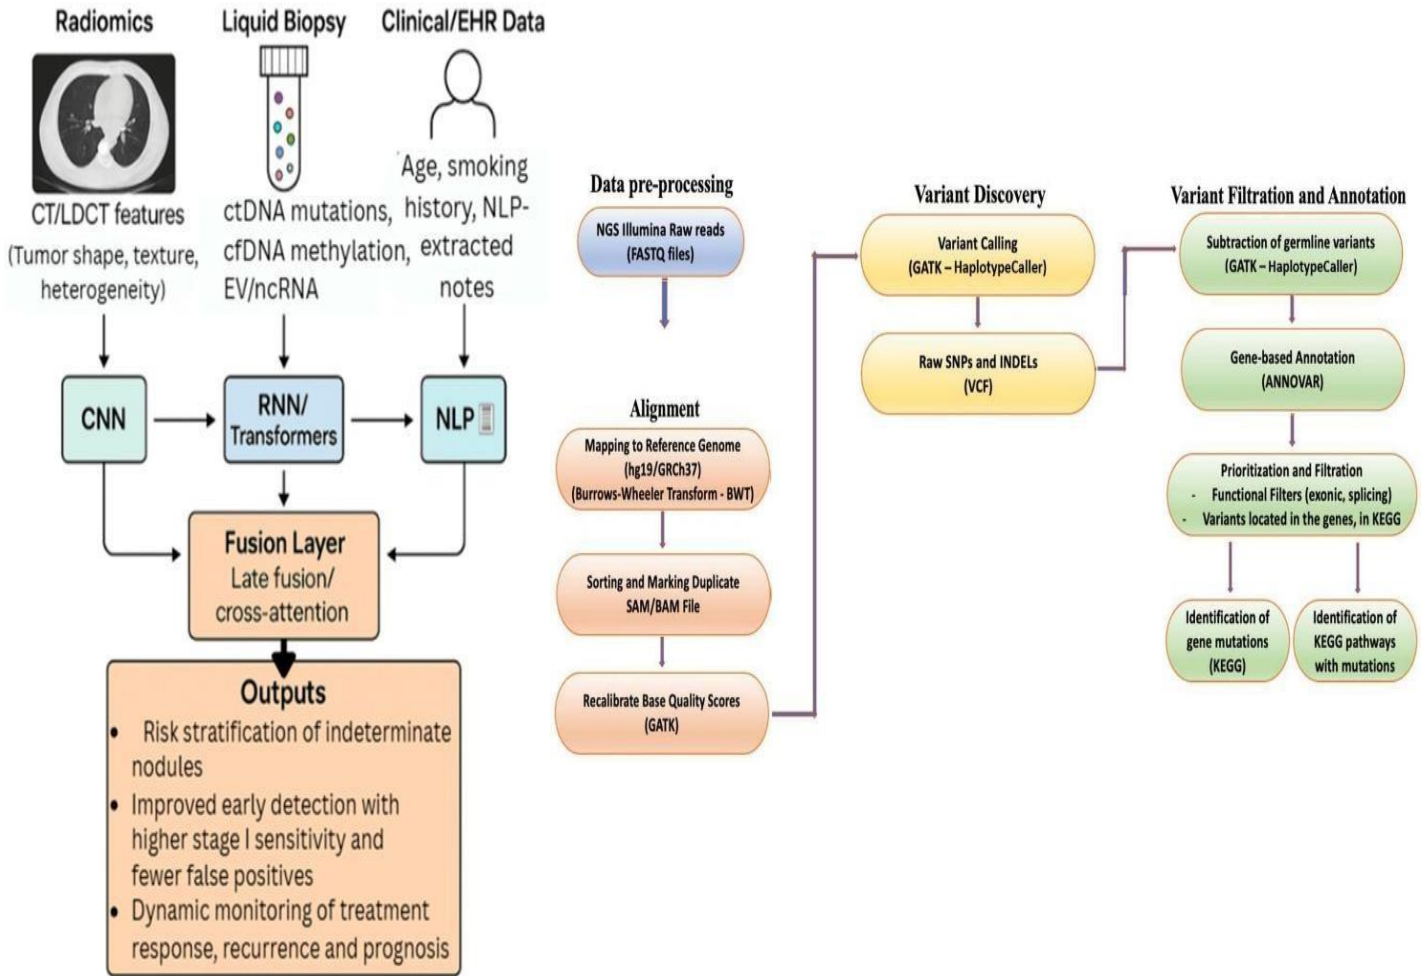 Radiomics
CT/LDCT features
(Tumor shape, texture,
heterogeneity)
Liquid Biopsy
ctDNA mutations,
cfDNA methylation,
EV/ncRNA
Clinical/EHR Data
Age, smoking
history, NLP-
extracted
notes
CNN
RNN/
Transformers
NLP
Fusion Layer
Late fusion/
cross-attention
Outputs
• Risk stratification of indeterminate
nodules
• Improved early detection with
higher stage I sensitivity and
fewer false positives
• Dynamic monitoring of treatment
response, recurrence and prognosis
Data pre-processing
NGS Illumina Raw reads
(FASTQ files)
Alignment
Mapping to Reference Genome
(hg19/GRCh37)
(Burrows-Wheeler Transform - BWT)
Sorting and Marking Duplicate
SAM/BAM File
Recalibrate Base Quality Scores
(GATK)
Variant Discovery
Variant Calling
(GATK – HaplotypeCaller)
Raw SNPs and INDELs
(VCF)
Variant Filtration and Annotation
Subtraction of germline variants
(GATK – HaplotypeCaller)
Gene-based Annotation
(ANNOVAR)
Prioritization and Filtration
- Functional Filters (exonic, splicing)
- Variants located in the genes, in KEGG
Identification of
gene mutations
(KEGG)
Identification of
KEGG pathways
with mutations